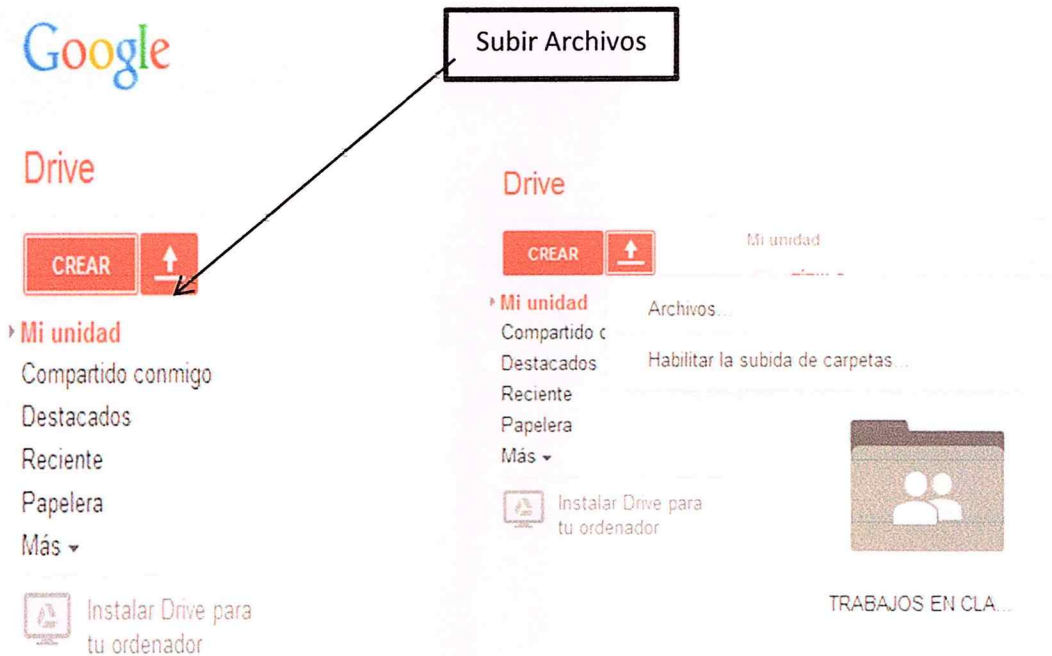 Google
Subir Archivos
Drive
CREAR
Mi unidad
Compartido conmigo
Destacados
Reciente
Papelera
Más
Instalar Drive para
tu ordenador
Drive
CREAR
Mi unidad
Mi unidad
Archivos...
Compartido c
Destacados
Habilitar la subida de carpetas...
Reciente
Papelera
Más
Instalar Drive para
tu ordenador
TRABAJOS EN CLA...